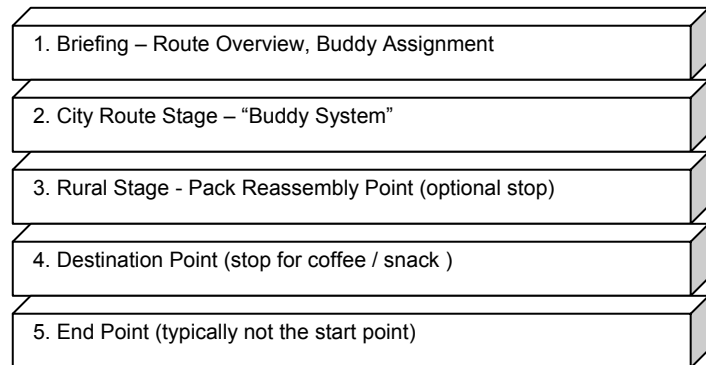 1. Briefing – Route Overview, Buddy Assignment
2. City Route Stage – “Buddy System”
3. Rural Stage - Pack Reassembly Point (optional stop)
4. Destination Point (stop for coffee / snack )
5. End Point (typically not the start point)